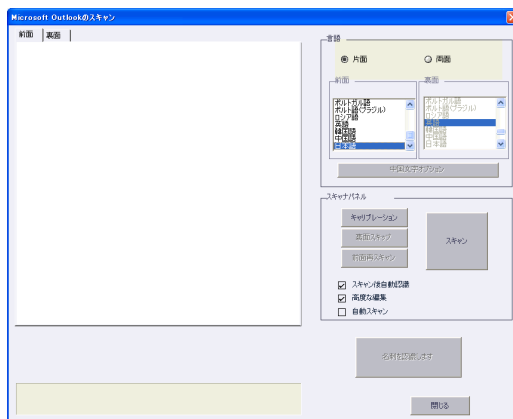 Microsoft Outlookのスキャン
前面 裏面
言語
片面 両面
前面 裏面
ポルトガル語
ポルト語(ブラジル)
ロシア語
英語
韓国語
中国語
日本語
ポルトガル語
ポルト語(ブラジル)
ロシア語
英語
韓国語
中国語
日本語
中国文字オプション
スキャナパネル
キャリブレーション
裏面スキップ
前面再スキャン
スキャン
スキャン後自動認識
高度な編集
自動スキャン
名刺を認識します
閉じる